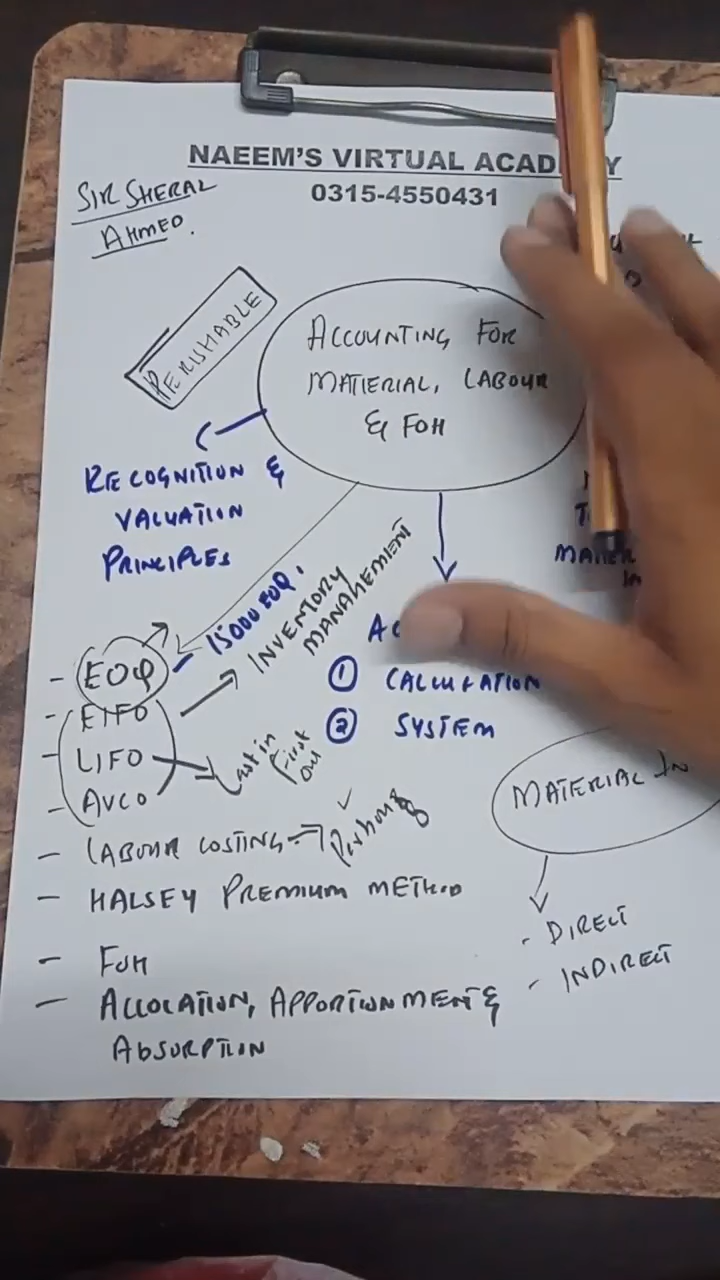 NAEEM'S VIRTUAL ACAD Y
0315-4550431
SIR SHERAZ
AHMED.
PERISHABLE
ACCOUNTING FOR
MATERIAL, LABOUR
& FOH
RECOGNITION &
VALUATION
PRINCIPLES
15000 EOQ.
INVENTORY
MANAGEMENT
- EOQ
- FIFO
- LIFO
- AVCO
Last in
First
Out
① CALCULATION
② SYSTEM
- LABOUR COSTING
- HALSEY PREMIUM METHOD
- FOH
- ALLOCATION, APPORTIONMENT &
ABSORPTION
MATERIAL IN
- DIRECT
- INDIRECT